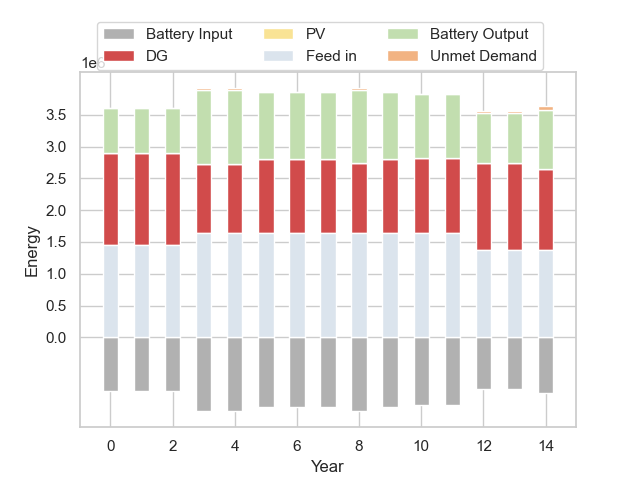 Battery Input PV Battery Output
DG Feed in Unmet Demand
1e6
3.5
3.0
2.5
2.0
1.5
1.0
0.5
0.0
Energy
0 2 4 6 8 10 12 14
Year